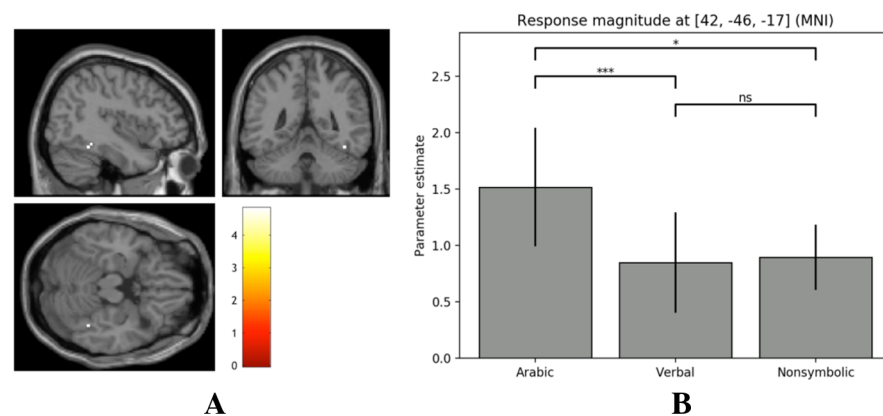 4
3
2
1
0
A
Response magnitude at [42, -46, -17] (MNI)
Parameter estimate
2.5
2.0
1.5
1.0
0.5
0.0
*
***
ns
Arabic Verbal Nonsymbolic
B